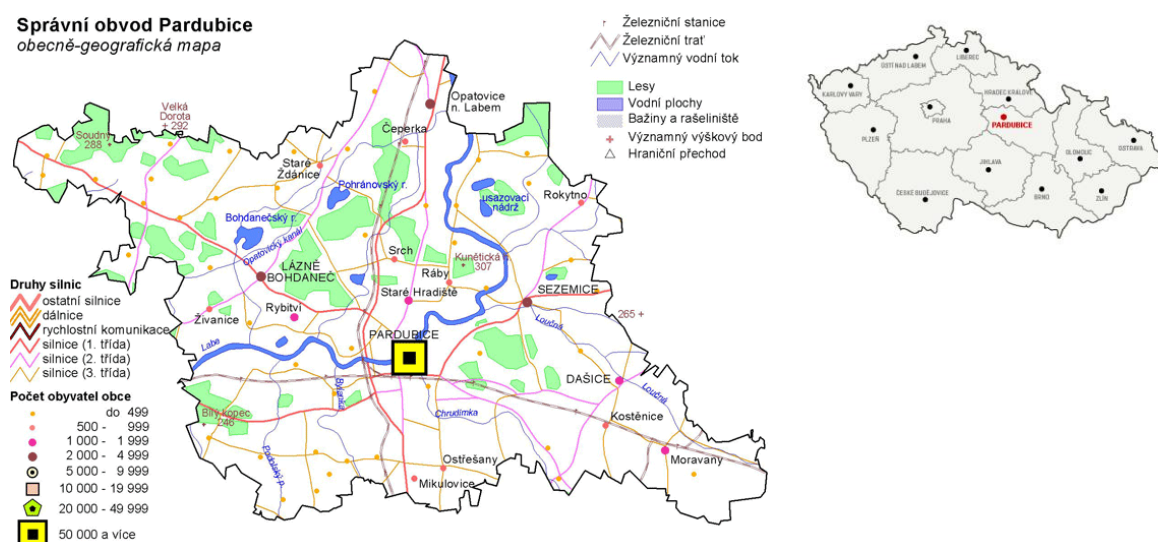 Správní obvod Pardubice
obecně-geografická mapa
Železniční stanice
Železniční trať
Významný vodní tok
Lesy
Vodní plochy
Bažiny a rašeliniště
Významný výškový bod
Hraniční přechod
Velká
Dorota
+ 292
Soudný
288
Opatovice
n. Labem
Čeperka
Staré
Ždánice
Pohránovský r.
usazovací
nádrž
Rokytno
Bohdanečský r.
Opatovický kanál
Srch
Kunětická
307
LÁZNĚ
BOHDANEČ
Ráby
Staré Hradiště
SEZEMICE
Rybitví
Živanice
265 +
Loučná
PARDUBICE
Labe
DAŠICE
Loučná
Bylanka
Chrudimka
Bílý kopec
246
Kostěnice
Podolský p.
Ostřešany
Moravany
Mikulovice
Druhy silnic
ostatní silnice
dálnice
rychlostní komunikace
silnice (1. třída)
silnice (2. třída)
silnice (3. třída)
Počet obyvatel obce
do 499
500 - 999
1 000 - 1 999
2 000 - 4 999
5 000 - 9 999
10 000 - 19 999
20 000 - 49 999
50 000 a více
LIBEREC
ÚSTÍ NAD LABEM
KARLOVY VARY
HRADEC KRÁLOVÉ
PRAHA
PARDUBICE
PLZEŇ
OSTRAVA
OLOMOUC
JIHLAVA
ČESKÉ BUDĚJOVICE
BRNO
ZLÍN